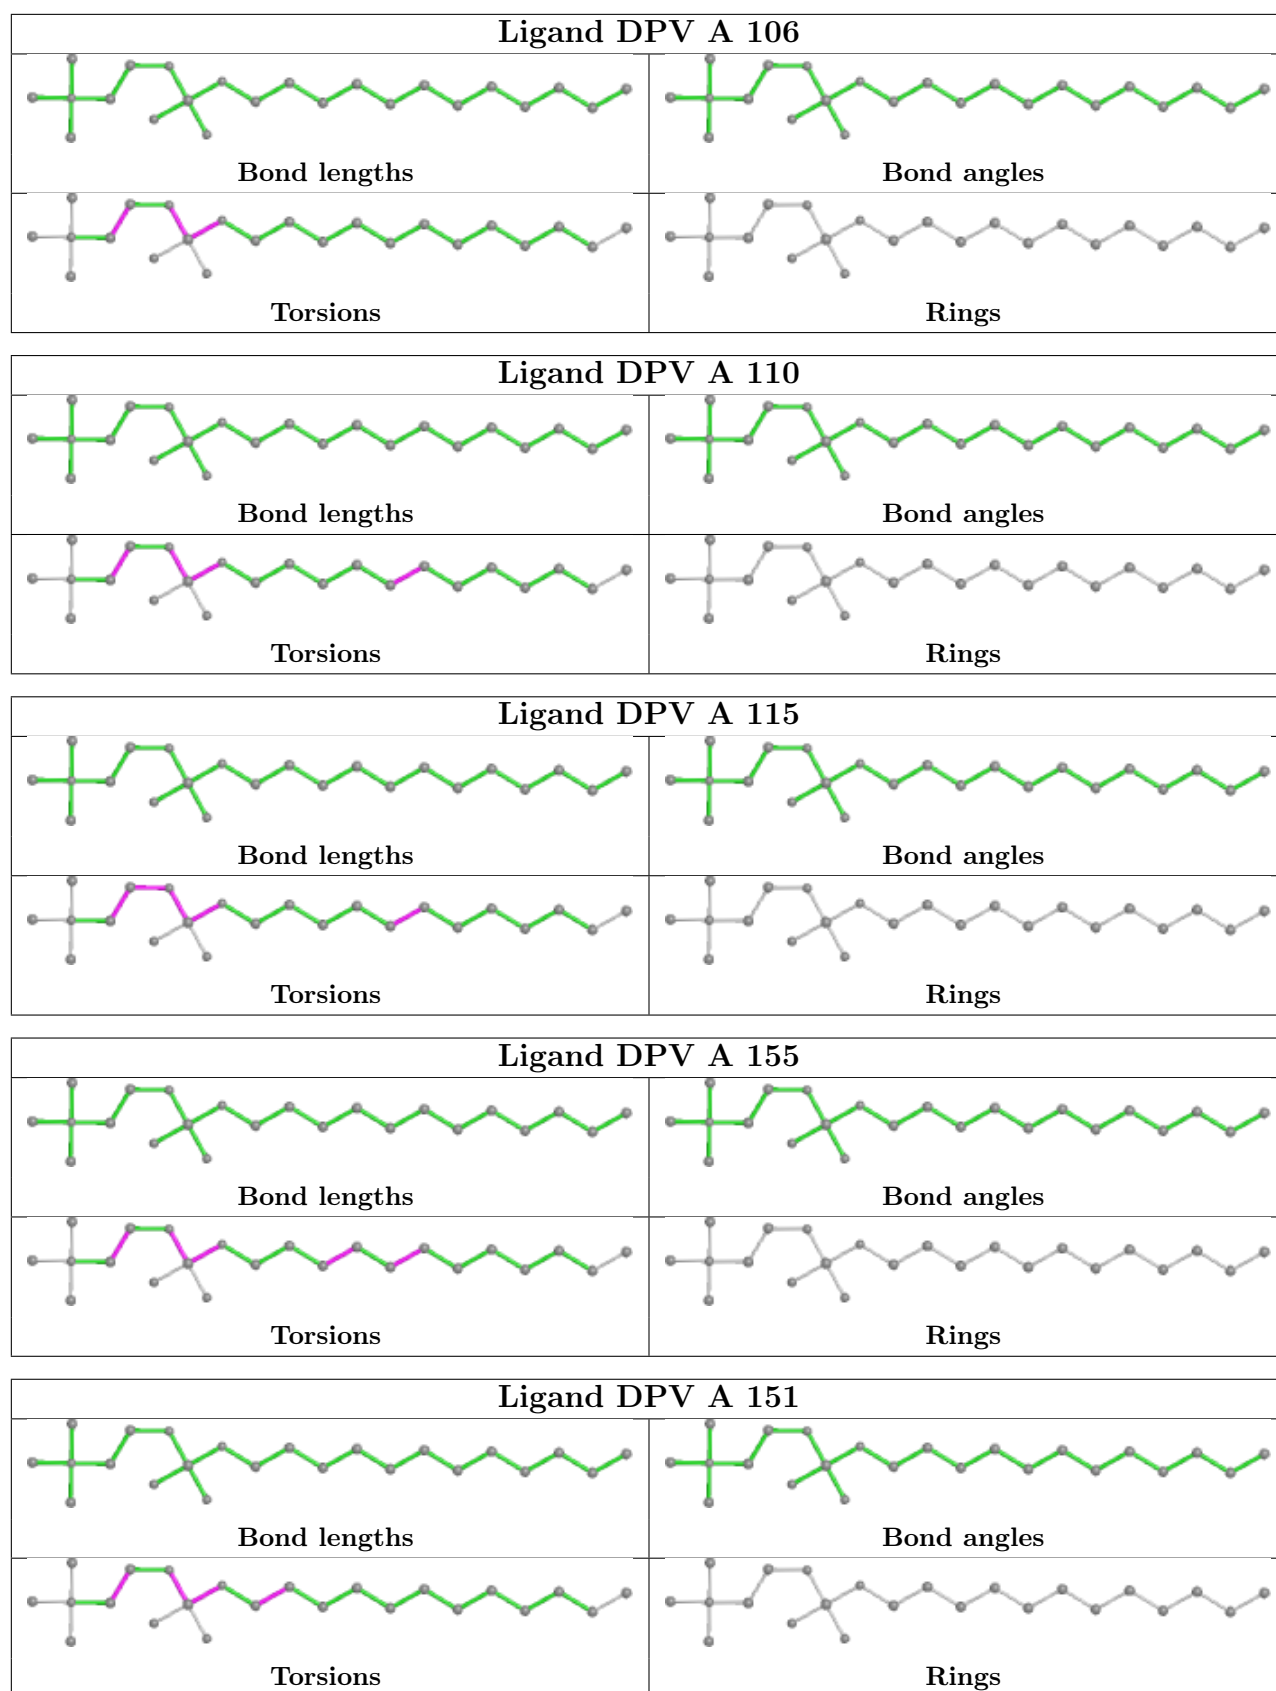 Ligand DPV A 106
Bond lengths
Bond angles
Torsions
Rings
Ligand DPV A 110
Bond lengths
Bond angles
Torsions
Rings
Ligand DPV A 115
Bond lengths
Bond angles
Torsions
Rings
Ligand DPV A 155
Bond lengths
Bond angles
Torsions
Rings
Ligand DPV A 151
Bond lengths
Bond angles
Torsions
Rings